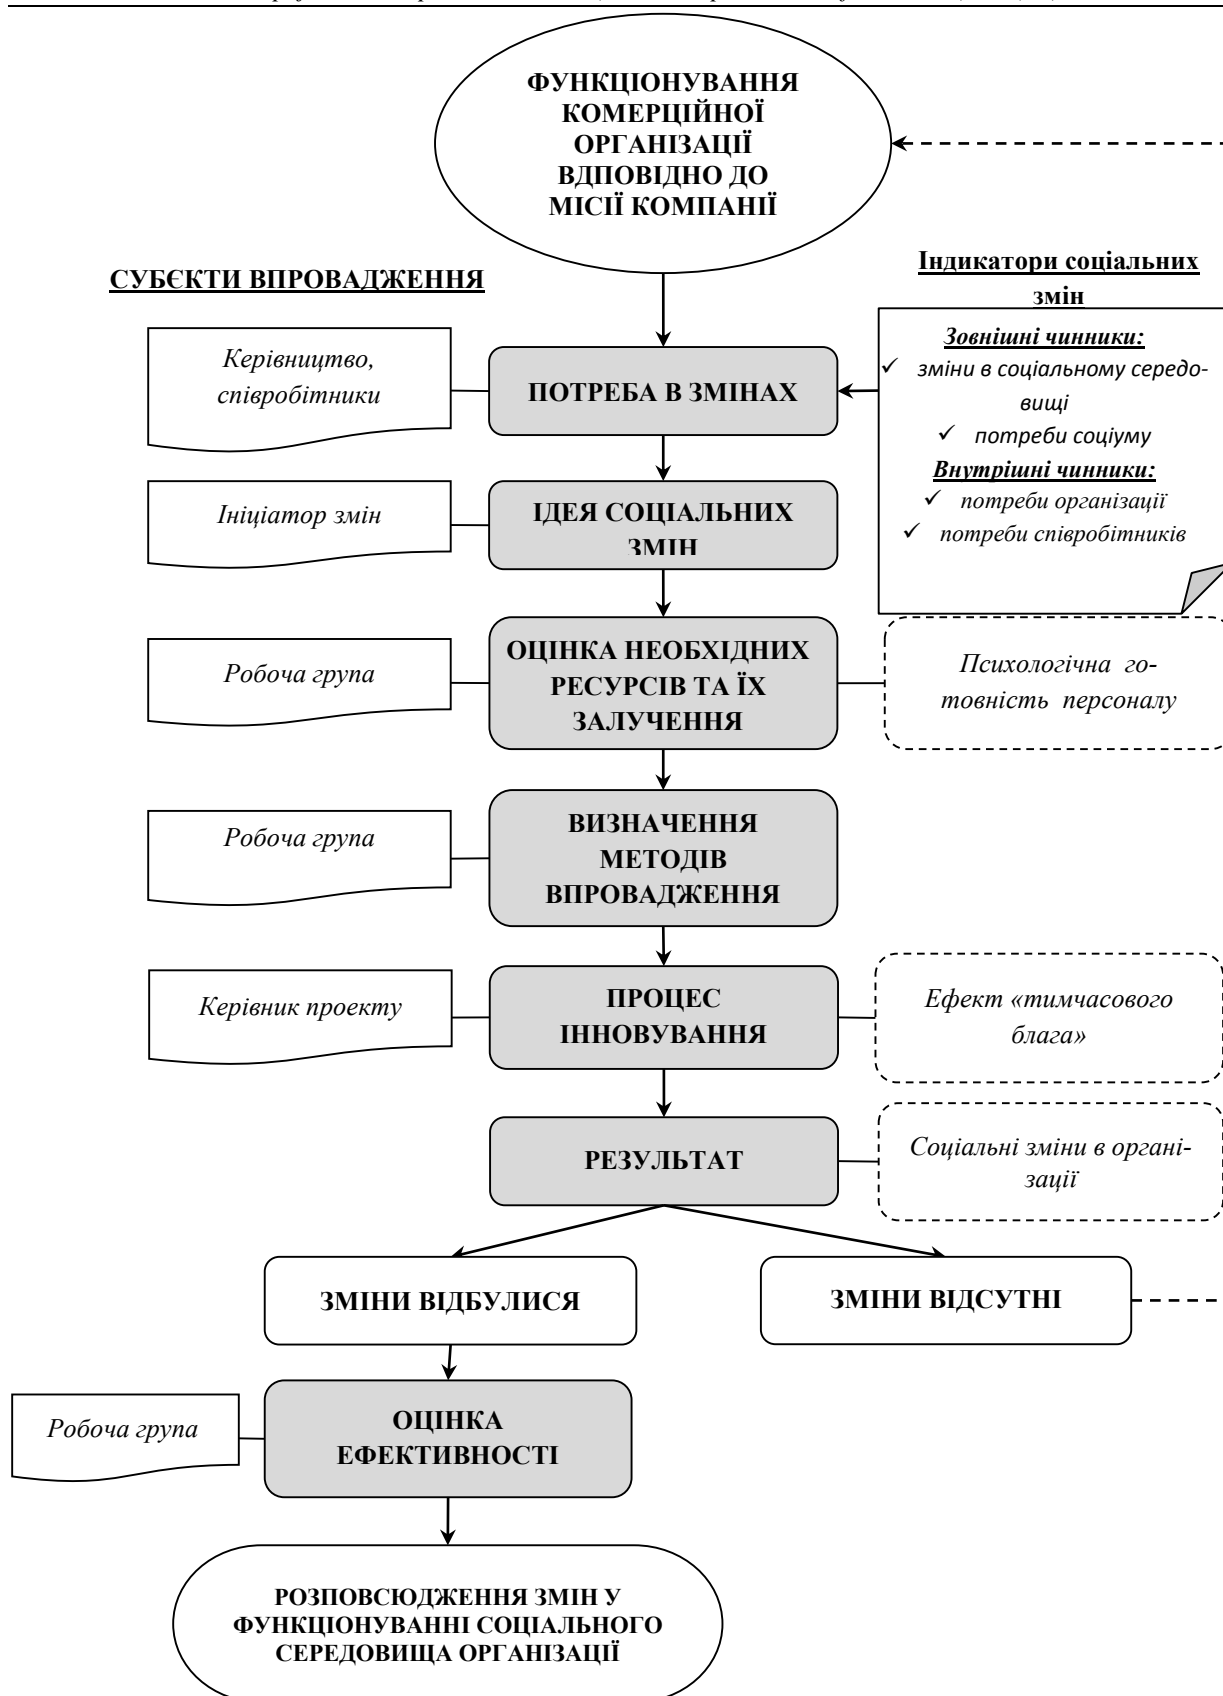 ФУНКЦІОНУВАННЯ
КОМЕРЦІЙНОЇ
ОРГАНІЗАЦІЇ
ВДПОВІДНО ДО
МІСІЇ КОМПАНІЇ
СУБЄКТИ ВПРОВАДЖЕННЯ
Індикатори соціальних
змін
Керівництво,
співробітники
ПОТРЕБА В ЗМІНАХ
Зовнішні чинники:
✓ зміни в соціальному середо-
вищі
✓ потреби соціуму
Внутрішні чинники:
✓ потреби організації
✓ потреби співробітників
Ініціатор змін
ІДЕЯ СОЦІАЛЬНИХ
ЗМІН
Робоча група
ОЦІНКА НЕОБХІДНИХ
РЕСУРСІВ ТА ЇХ
ЗАЛУЧЕННЯ
Психологічна го-
товність персоналу
Робоча група
ВИЗНАЧЕННЯ
МЕТОДІВ
ВПРОВАДЖЕННЯ
Керівник проекту
ПРОЦЕС
ІННОВУВАННЯ
Ефект «тимчасового
блага»
РЕЗУЛЬТАТ
Соціальні зміни в органі-
зації
ЗМІНИ ВІДБУЛИСЯ
ЗМІНИ ВІДСУТНІ
Робоча група
ОЦІНКА
ЕФЕКТИВНОСТІ
РОЗПОВСЮДЖЕННЯ ЗМІН У
ФУНКЦІОНУВАННІ СОЦІАЛЬНОГО
СЕРЕДОВИЩА ОРГАНІЗАЦІЇ